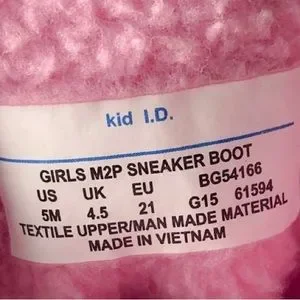 kid I.D.
GIRLS M2P SNEAKER BOOT
US UK EU BG54166
5M 4.5 21 G15 61594
TEXTILE UPPER/MAN MADE MATERIAL
MADE IN VIETNAM